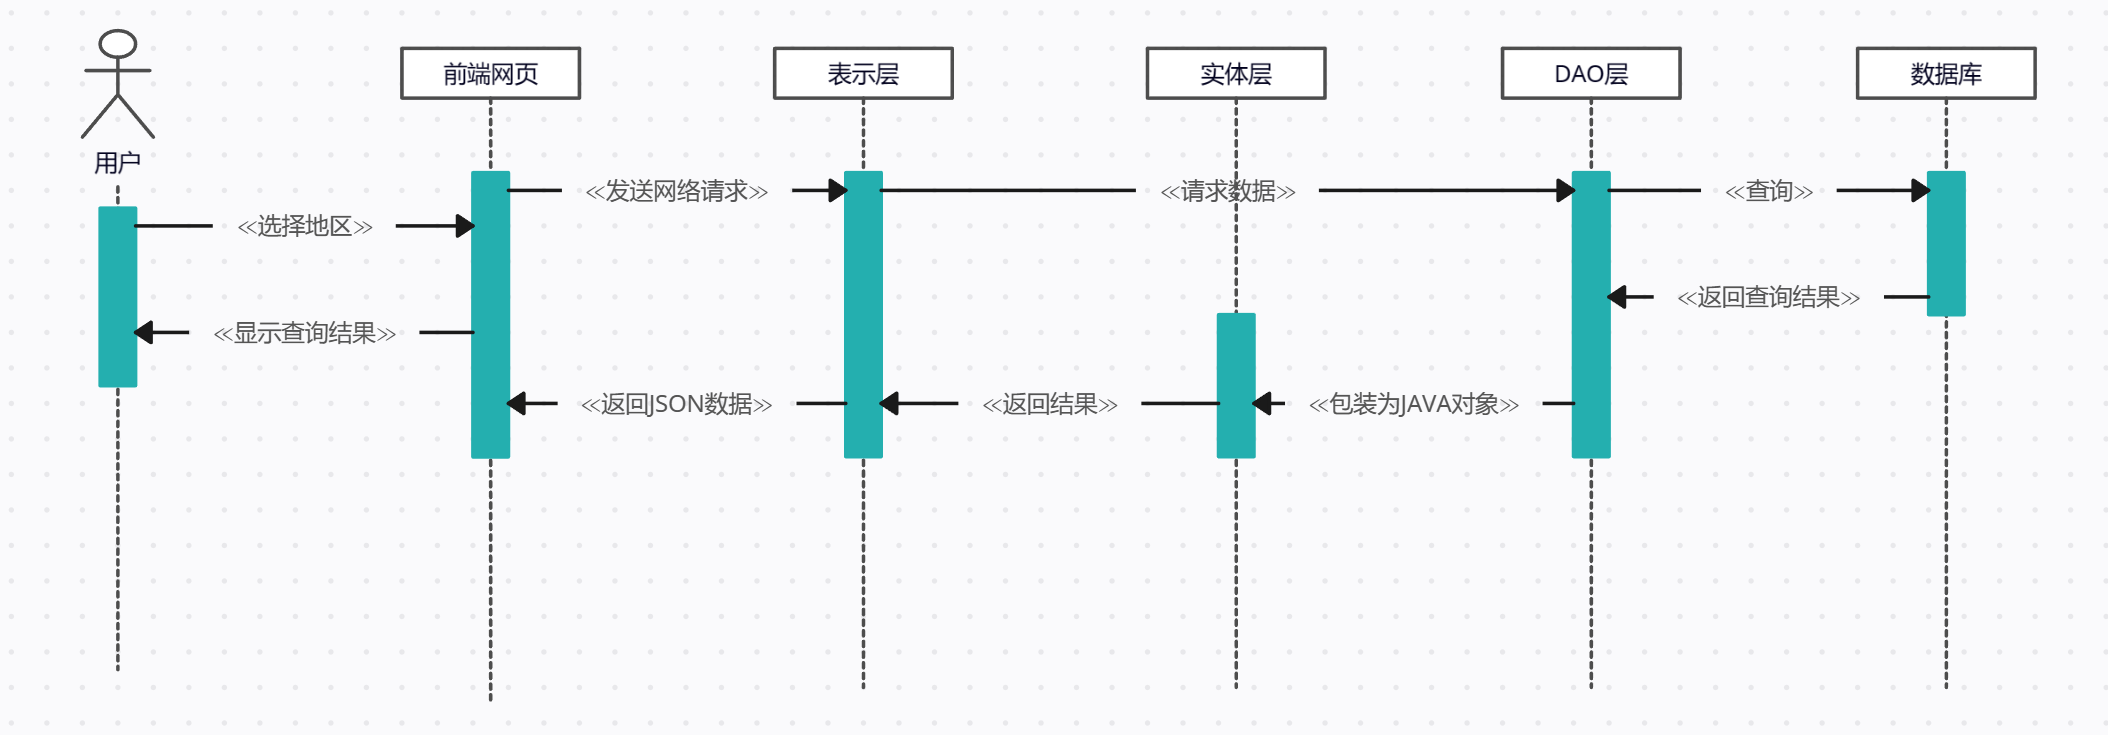 前端网页
表示层
实体层
DAO层
数据库
用户
<<发送网络请求>>
<<请求数据>>
<<查询>>
<<选择地区>>
<<返回查询结果>>
<<显示查询结果>>
<<返回JSON数据>>
<<返回结果>>
<<包装为JAVA对象>>